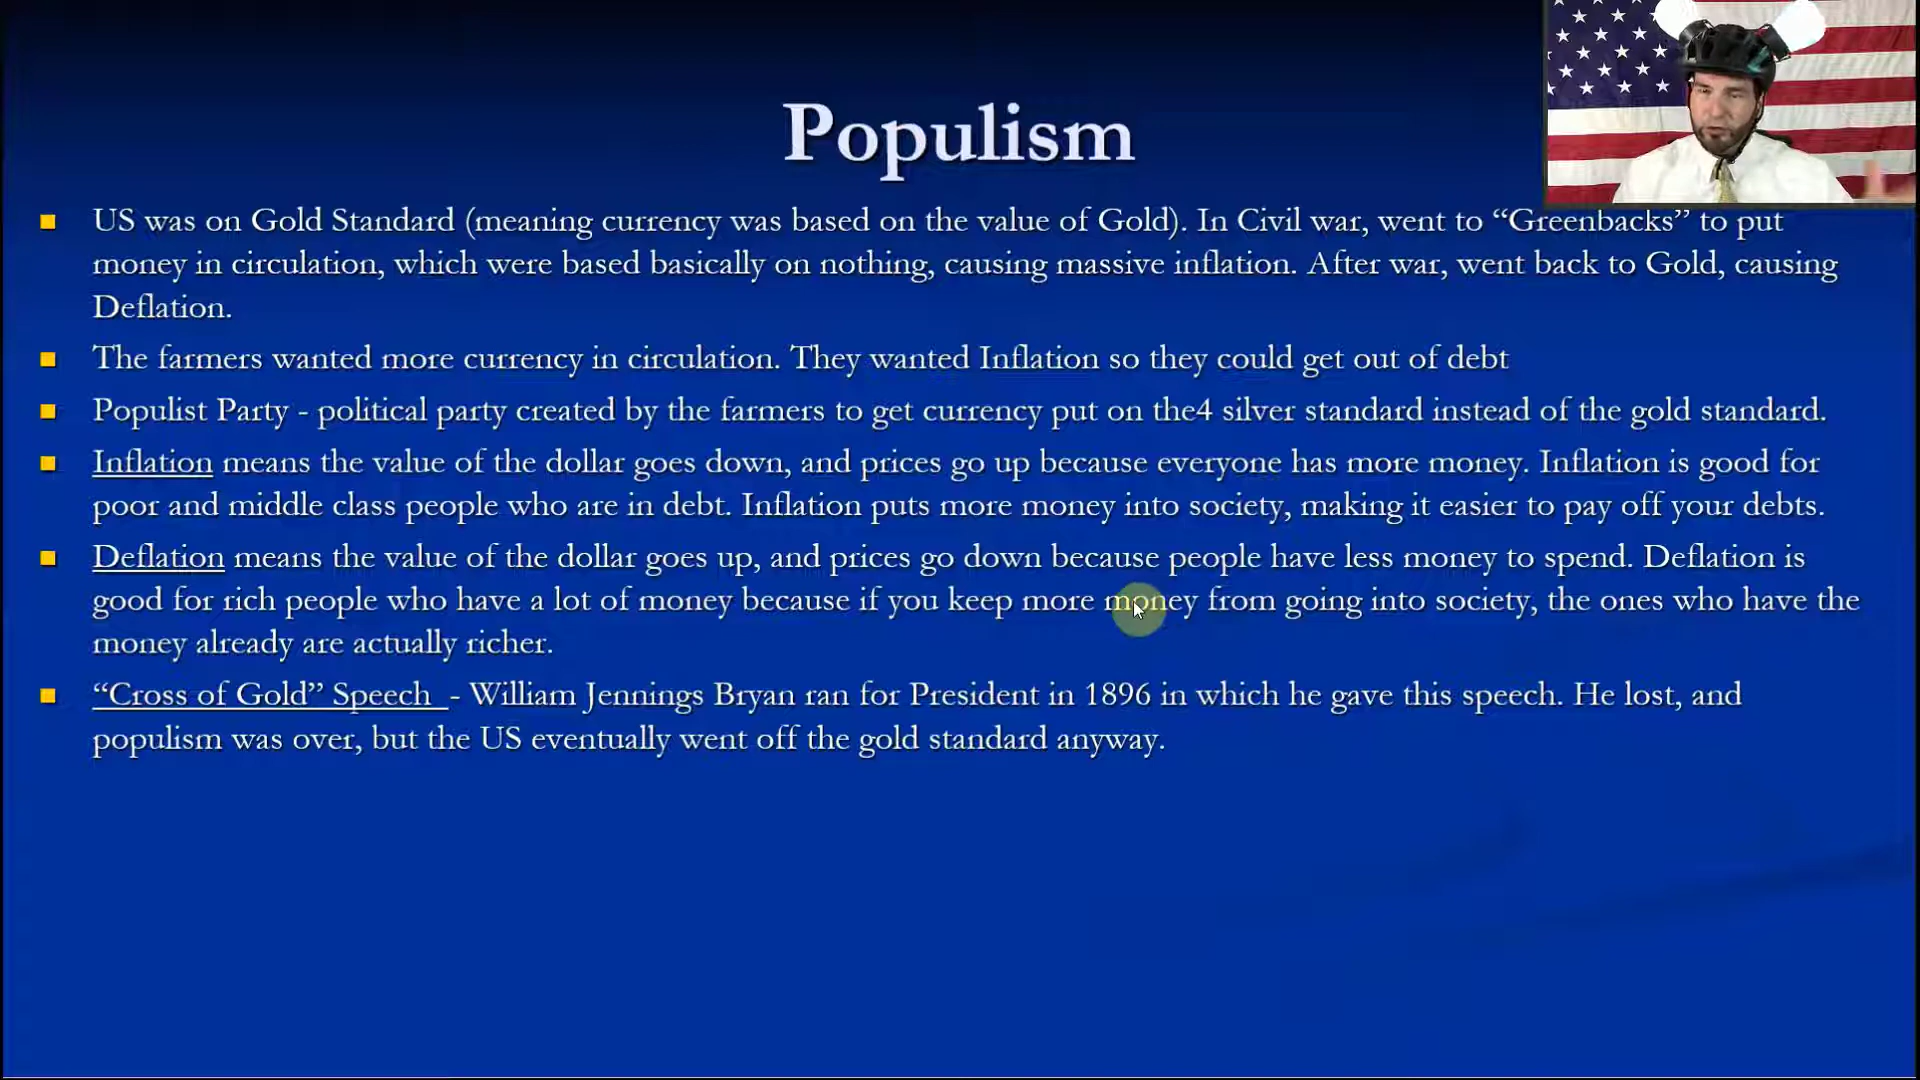 Populism
US was on Gold Standard (meaning currency was based on the value of Gold). In Civil war, went to “Greenbacks” to put
money in circulation, which were based basically on nothing, causing massive inflation. After war, went back to Gold, causing
Deflation.
The farmers wanted more currency in circulation. They wanted Inflation so they could get out of debt
Populist Party - political party created by the farmers to get currency put on the4 silver standard instead of the gold standard.
Inflation means the value of the dollar goes down, and prices go up because everyone has more money. Inflation is good for
poor and middle class people who are in debt. Inflation puts more money into society, making it easier to pay off your debts.
Deflation means the value of the dollar goes up, and prices go down because people have less money to spend. Deflation is
good for rich people who have a lot of money because if you keep more money from going into society, the ones who have the
money already are actually richer.
“Cross of Gold” Speech - William Jennings Bryan ran for President in 1896 in which he gave this speech. He lost, and
populism was over, but the US eventually went off the gold standard anyway.